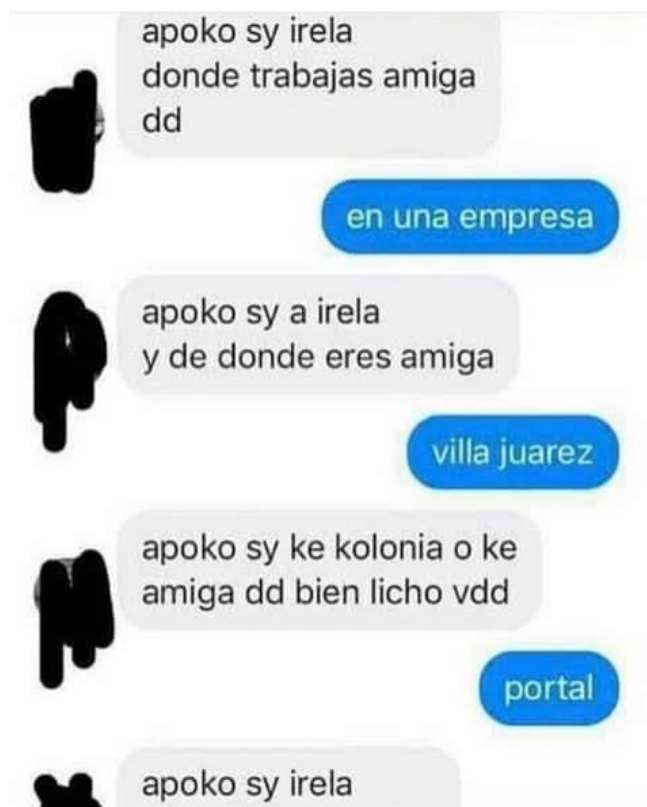 apoko sy irela
donde trabajas amiga
dd
en una empresa
apoko sy a irela
y de donde eres amiga
villa juarez
apoko sy ke kolonia o ke
amiga dd bien licho vdd
portal
apoko sy irela